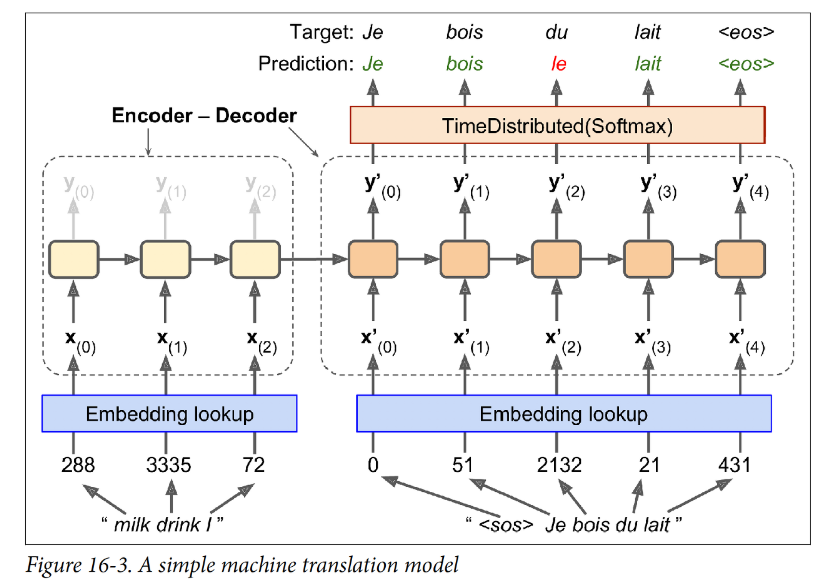 Target: Je bois du lait <eos>
Prediction: Je bois le lait <eos>
TimeDistributed(Softmax)
Encoder – Decoder
y(0) y(1) y(2) y’(0) y’(1) y’(2) y’(3) y’(4)
x(0) x(1) x(2) x’(0) x’(1) x’(2) x’(3) x’(4)
Embedding lookup Embedding lookup
288 3335 72 0 51 2132 21 431
“ milk drink I ” “ <sos> Je bois du lait ”
Figure 16-3. A simple machine translation model